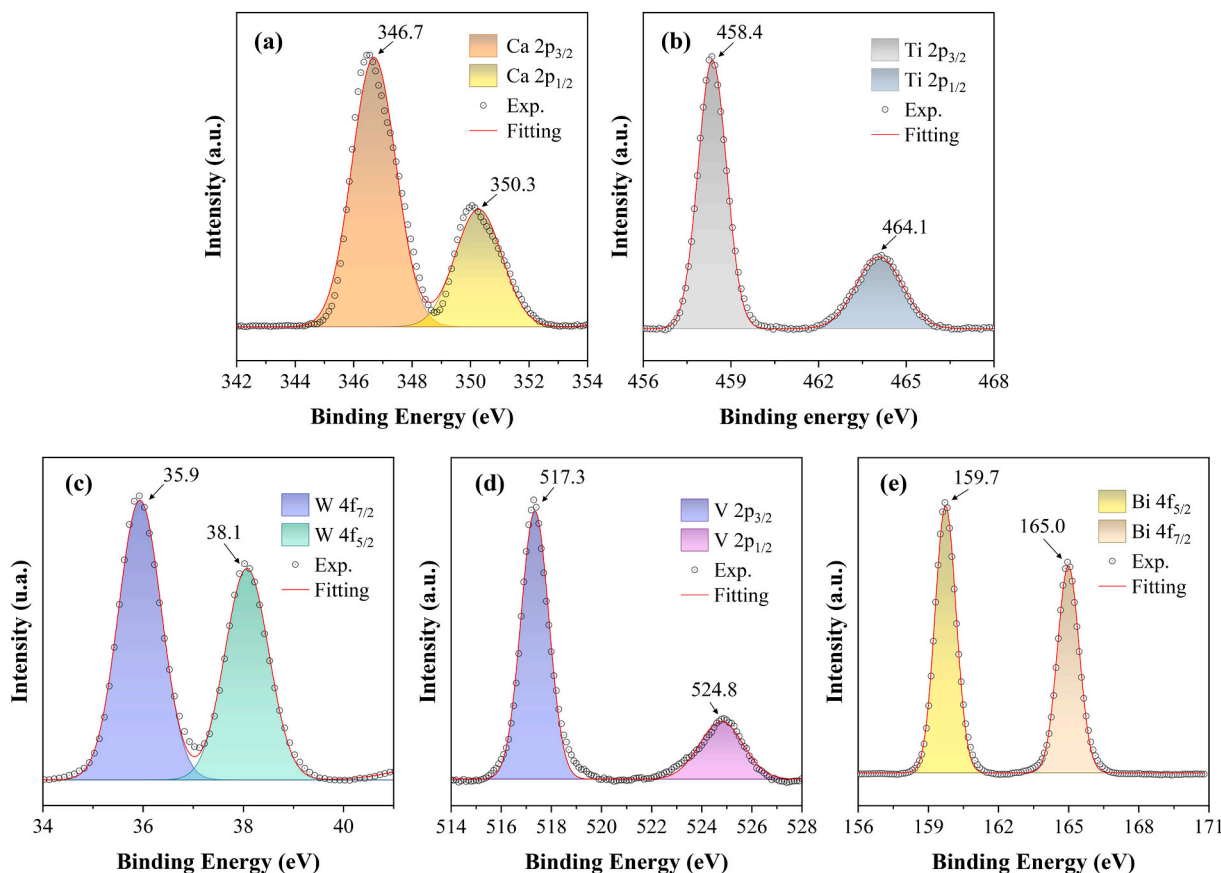 (a)
346.7
350.3
Ca 2p3/2
Ca 2p1/2
Exp.
Fitting
Intensity (a.u.)
342 344 346 348 350 352 354
Binding Energy (eV)
(b)
458.4
464.1
Ti 2p3/2
Ti 2p1/2
Exp.
Fitting
Intensity (a.u.)
456 459 462 465 468
Binding energy (eV)
(c)
35.9
38.1
W 4f7/2
W 4f5/2
Exp.
Fitting
Intensity (u.a.)
34 36 38 40
Binding Energy (eV)
(d)
517.3
524.8
V 2p3/2
V 2p1/2
Exp.
Fitting
Intensity (a.u.)
514 516 518 520 522 524 526 528
Binding Energy (eV)
(e)
159.7
165.0
Bi 4f5/2
Bi 4f7/2
Exp.
Fitting
Intensity (a.u.)
156 159 162 165 168 171
Binding Energy (eV)